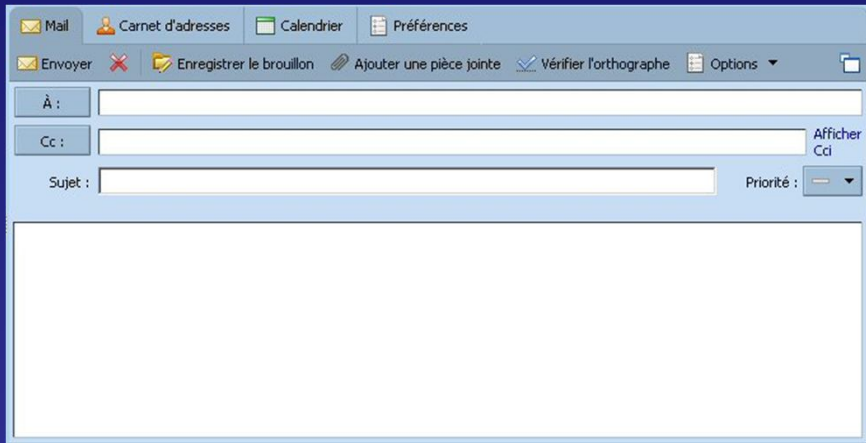 Mail Carnet d'adresses Calendrier Préférences
Envoyer Enregistrer le brouillon Ajouter une pièce jointe Vérifier l'orthographe Options
À :
Cc : Afficher
Cci
Sujet : Priorité :